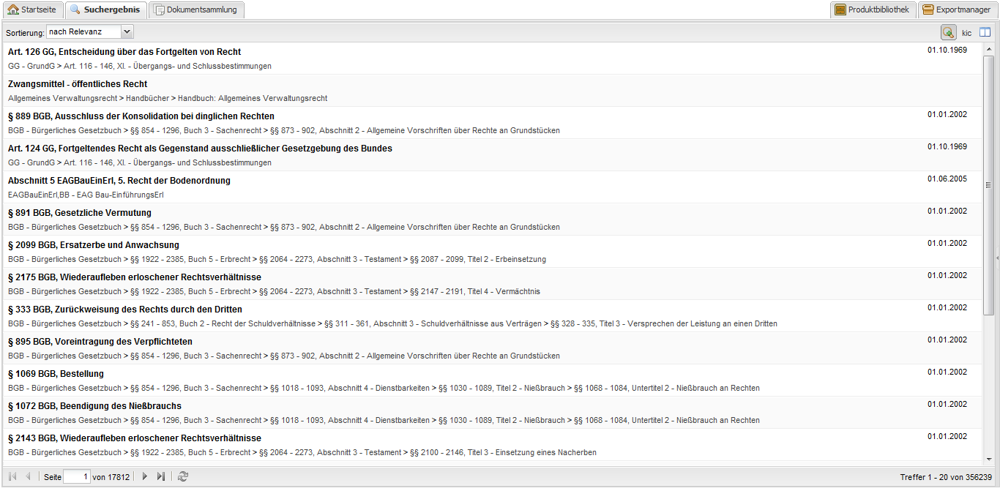 Startseite Suchergebnis Dokumentsammlung Produktbibliothek Exportmanager
Sortierung: nach Relevanz kic
Art. 126 GG, Entscheidung über das Fortgelten von Recht 01.10.1969
GG - GrundG > Art. 116 - 146, XI. - Übergangs- und Schlussbestimmungen
Zwangsmittel - öffentliches Recht
Allgemeines Verwaltungsrecht > Handbücher > Handbuch: Allgemeines Verwaltungsrecht
§ 889 BGB, Ausschluss der Konsolidation bei dinglichen Rechten 01.01.2002
BGB - Bürgerliches Gesetzbuch > §§ 854 - 1296, Buch 3 - Sachenrecht > §§ 873 - 902, Abschnitt 2 - Allgemeine Vorschriften über Rechte an Grundstücken
Art. 124 GG, Fortgeltendes Recht als Gegenstand ausschließlicher Gesetzgebung des Bundes 01.10.1969
GG - GrundG > Art. 116 - 146, XI. - Übergangs- und Schlussbestimmungen
Abschnitt 5 EAGBauEinErl, 5. Recht der Bodenordnung 01.06.2005
EAGBauEinErl,BB - EAG Bau-EinführungsErl
§ 891 BGB, Gesetzliche Vermutung 01.01.2002
BGB - Bürgerliches Gesetzbuch > §§ 854 - 1296, Buch 3 - Sachenrecht > §§ 873 - 902, Abschnitt 2 - Allgemeine Vorschriften über Rechte an Grundstücken
§ 2099 BGB, Ersatzerbe und Anwachsung 01.01.2002
BGB - Bürgerliches Gesetzbuch > §§ 1922 - 2385, Buch 5 - Erbrecht > §§ 2064 - 2273, Abschnitt 3 - Testament > §§ 2087 - 2099, Titel 2 - Erbeinsetzung
§ 2175 BGB, Wiederaufleben erloschener Rechtsverhältnisse 01.01.2002
BGB - Bürgerliches Gesetzbuch > §§ 1922 - 2385, Buch 5 - Erbrecht > §§ 2064 - 2273, Abschnitt 3 - Testament > §§ 2147 - 2191, Titel 4 - Vermächtnis
§ 333 BGB, Zurückweisung des Rechts durch den Dritten 01.01.2002
BGB - Bürgerliches Gesetzbuch > §§ 241 - 853, Buch 2 - Recht der Schuldverhältnisse > §§ 311 - 361, Abschnitt 3 - Schuldverhältnisse aus Verträgen > §§ 328 - 335, Titel 3 - Versprechen der Leistung an einen Dritten
§ 895 BGB, Voreintragung des Verpflichteten 01.01.2002
BGB - Bürgerliches Gesetzbuch > §§ 854 - 1296, Buch 3 - Sachenrecht > §§ 873 - 902, Abschnitt 2 - Allgemeine Vorschriften über Rechte an Grundstücken
§ 1069 BGB, Bestellung 01.01.2002
BGB - Bürgerliches Gesetzbuch > §§ 854 - 1296, Buch 3 - Sachenrecht > §§ 1018 - 1093, Abschnitt 4 - Dienstbarkeiten > §§ 1030 - 1089, Titel 2 - Nießbrauch > §§ 1068 - 1084, Untertitel 2 - Nießbrauch an Rechten
§ 1072 BGB, Beendigung des Nießbrauchs 01.01.2002
BGB - Bürgerliches Gesetzbuch > §§ 854 - 1296, Buch 3 - Sachenrecht > §§ 1018 - 1093, Abschnitt 4 - Dienstbarkeiten > §§ 1030 - 1089, Titel 2 - Nießbrauch > §§ 1068 - 1084, Untertitel 2 - Nießbrauch an Rechten
§ 2143 BGB, Wiederaufleben erloschener Rechtsverhältnisse 01.01.2002
BGB - Bürgerliches Gesetzbuch > §§ 1922 - 2385, Buch 5 - Erbrecht > §§ 2064 - 2273, Abschnitt 3 - Testament > §§ 2100 - 2146, Titel 3 - Einsetzung eines Nacherben
Seite 1 von 17812 Treffer 1 - 20 von 356239